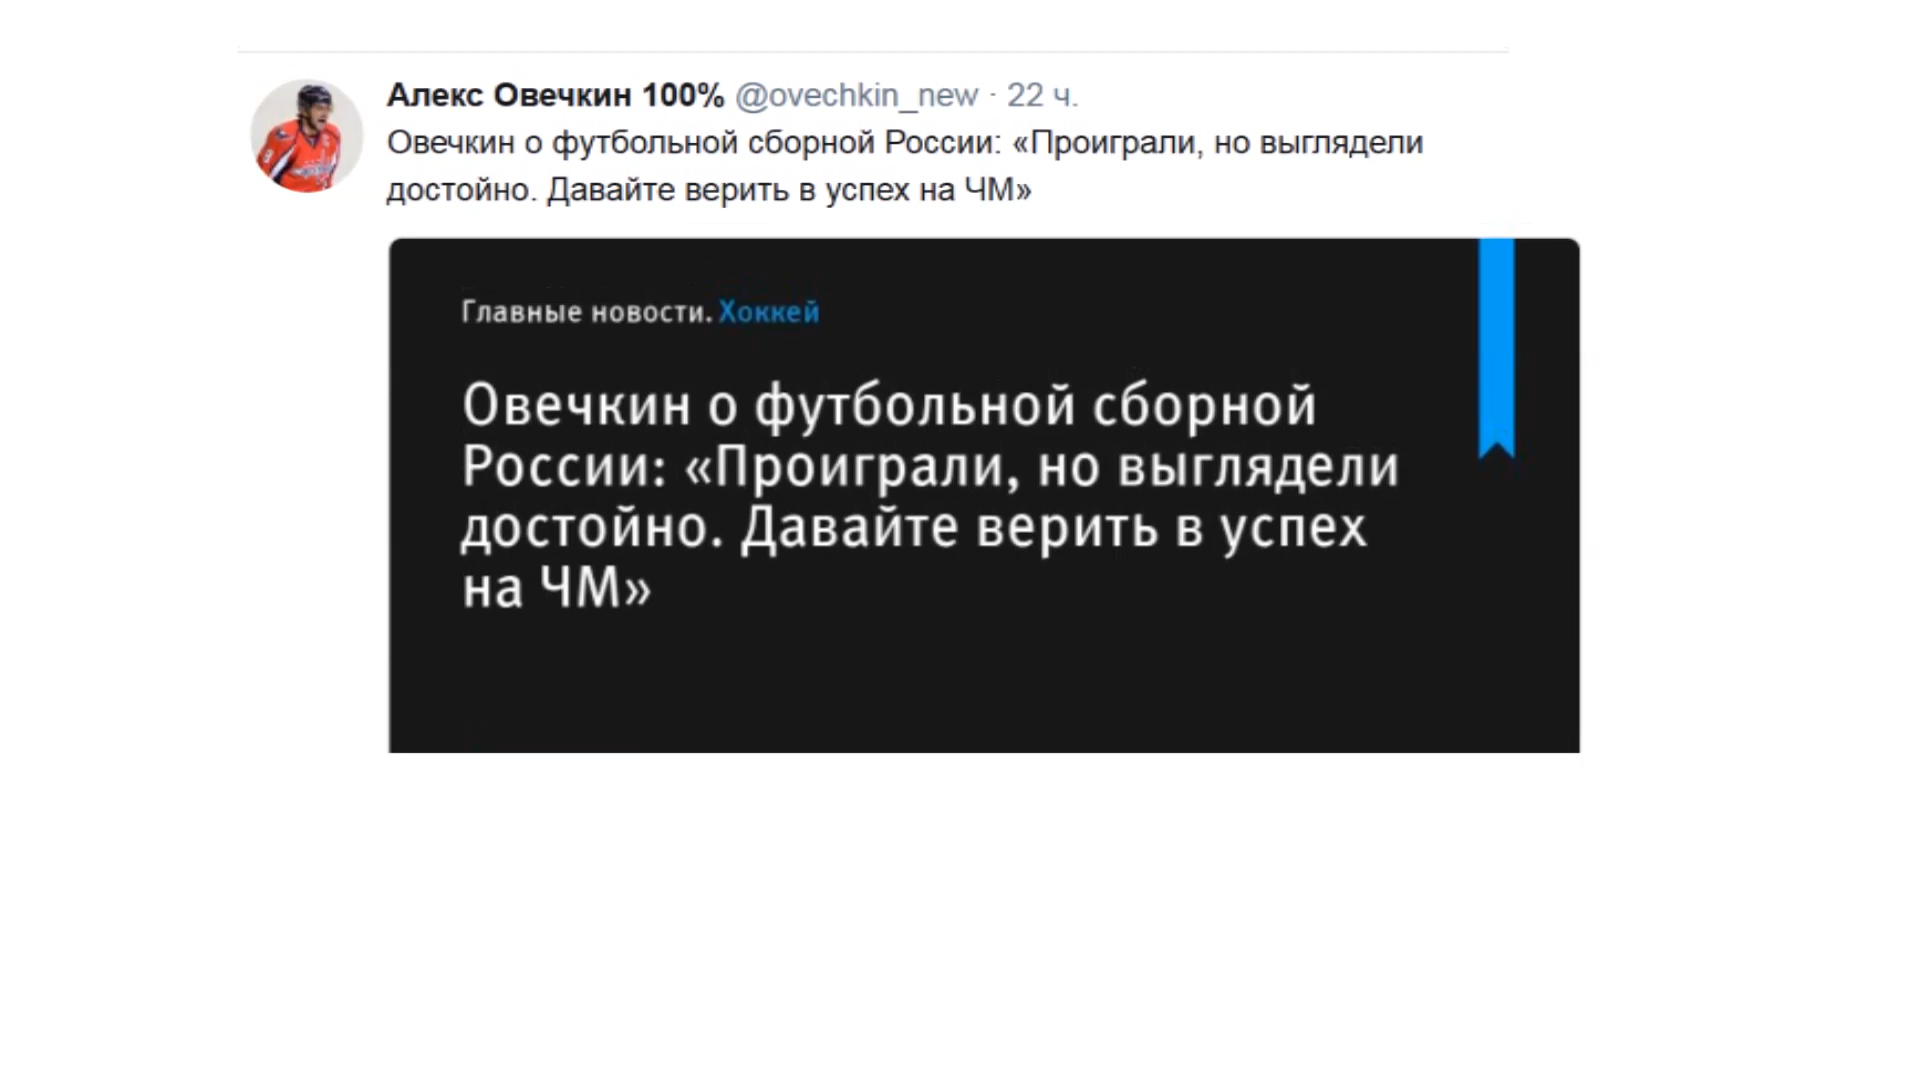 Алекс Овечкин 100% @ovechkin_new · 22 ч.
Овечкин о футбольной сборной России: «Проиграли, но выглядели
достойно. Давайте верить в успех на ЧМ»
Главные новости. Хоккей
Овечкин о футбольной сборной
России: «Проиграли, но выглядели
достойно. Давайте верить в успех
на ЧМ»